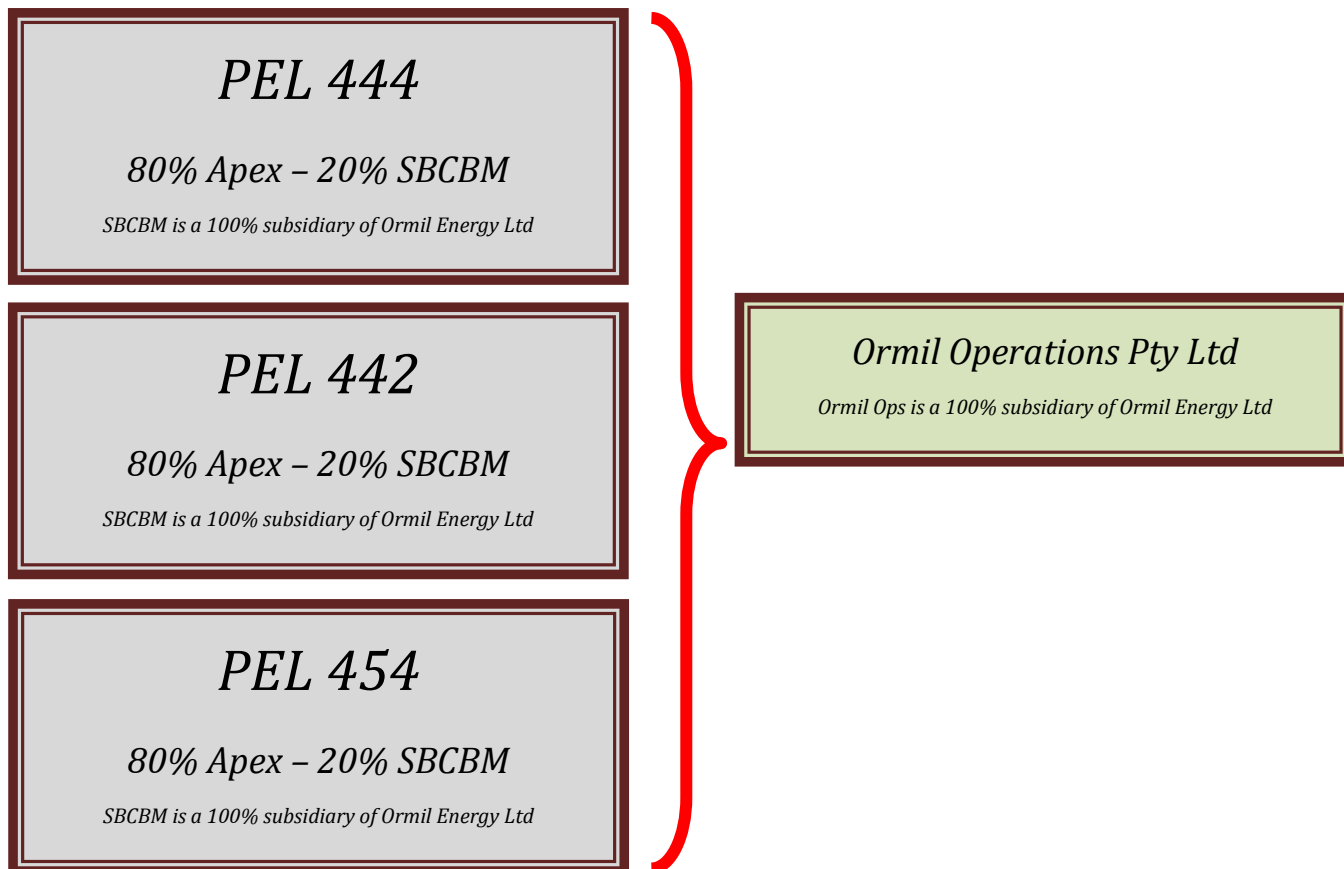 PEL 444
80% Apex – 20% SBCBM
SBCBM is a 100% subsidiary of Ormil Energy Ltd
PEL 442
80% Apex – 20% SBCBM
SBCBM is a 100% subsidiary of Ormil Energy Ltd
PEL 454
80% Apex – 20% SBCBM
SBCBM is a 100% subsidiary of Ormil Energy Ltd
Ormil Operations Pty Ltd
Ormil Ops is a 100% subsidiary of Ormil Energy Ltd